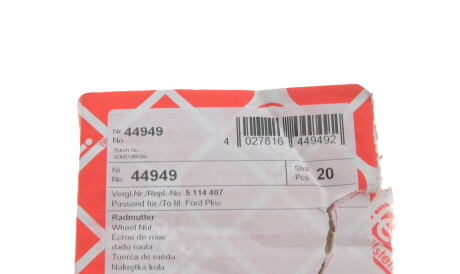 Nr. 44949
No.
Batch No.
4 027816 449492
Nr. 44949
No.
Stck. 20
Pcs.
Vergl.Nr./Repl.-No. 5 114 407
Passend für:/To fit: Ford Pkw
Radmutter
Wheel Nut
Écrou de roue
dado ruota
Tuerca de rueda
Nakrętka koła